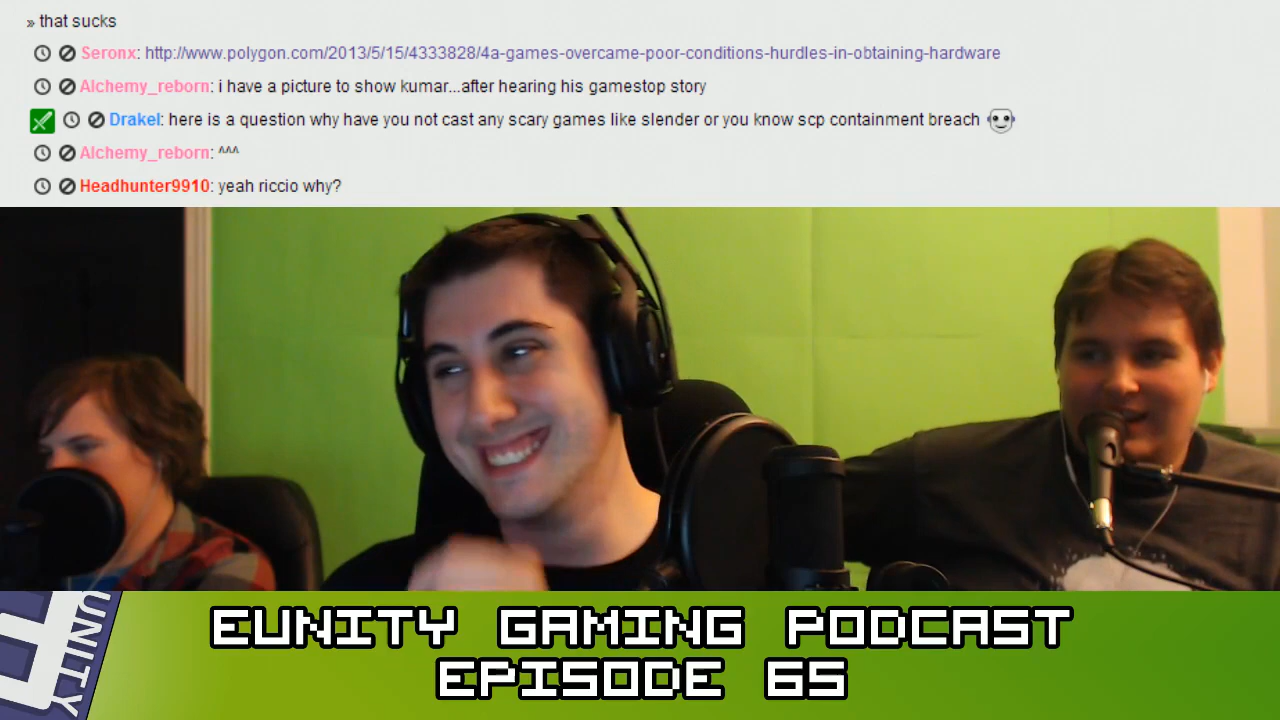 » that sucks
Seronx: http://www.polygon.com/2013/5/15/4333828/4a-games-overcame-poor-conditions-hurdles-in-obtaining-hardware
Alchemy_reborn: i have a picture to show kumar...after hearing his gamestop story
Drakel: here is a question why have you not cast any scary games like slender or you know scp containment breach
Alchemy_reborn: ^^^
Headhunter9910: yeah riccio why?
UNITY
EUNITY GAMING PODCAST
EPISODE 65